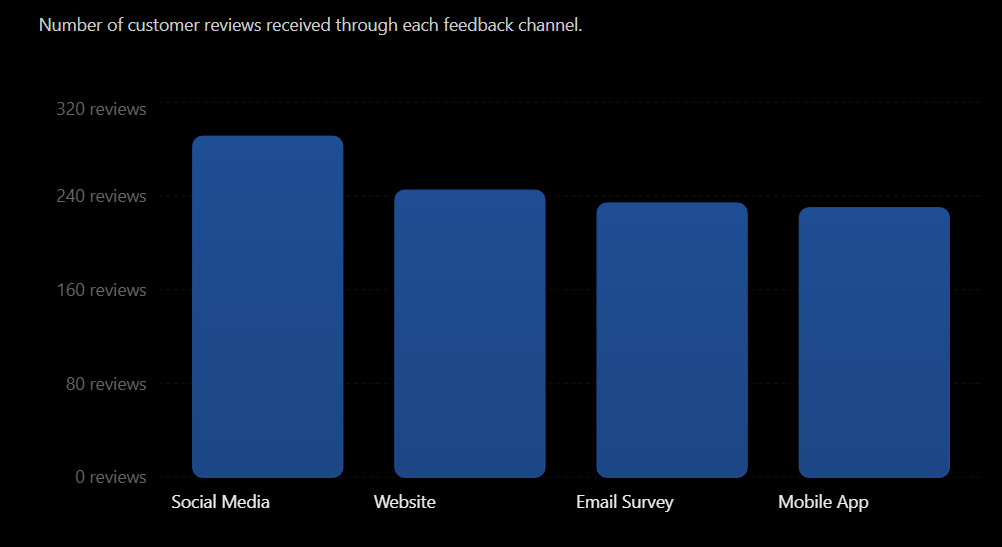 Number of customer reviews received through each feedback channel.
320 reviews
240 reviews
160 reviews
80 reviews
0 reviews
Social Media
Website
Email Survey
Mobile App